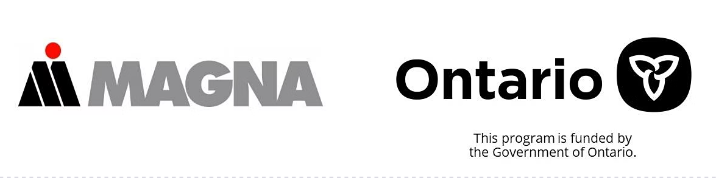 MAGNA
Ontario
This program is funded by
the Government of Ontario.